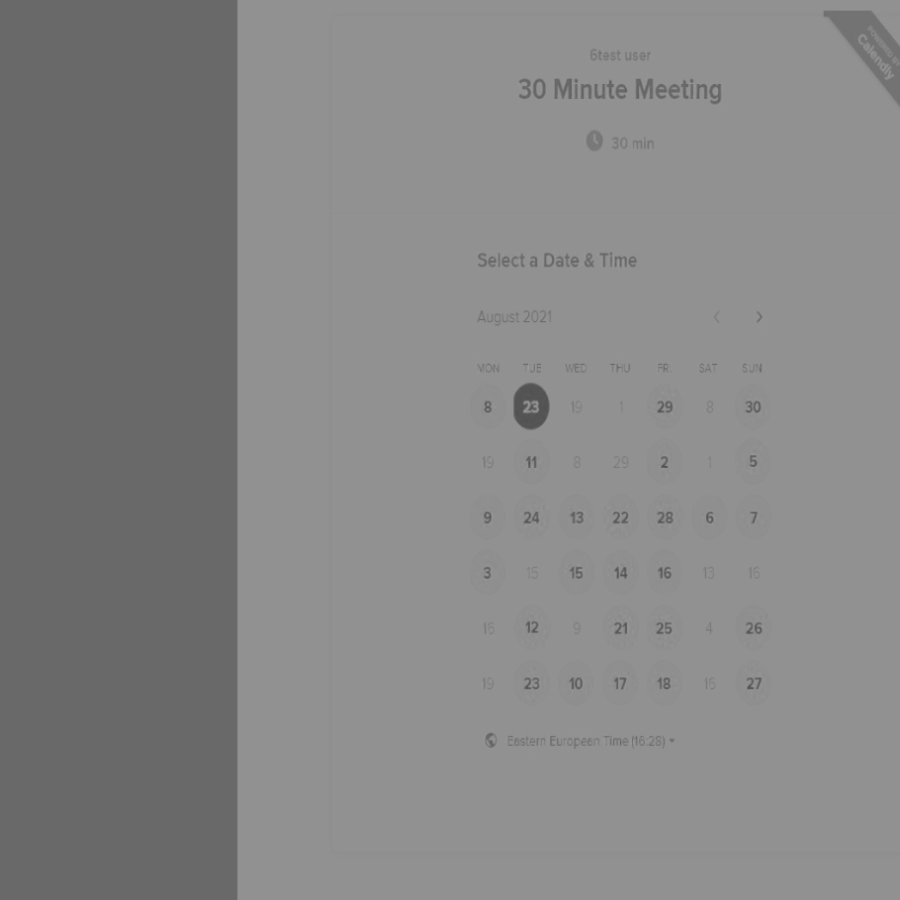 POWERED BY
Calendly
6test user
30 Minute Meeting
30 min
Select a Date & Time
August 2021
MON TUE WED THU FRI SAT SUN
8 23 19 1 29 8 30
19 11 8 29 2 1 5
9 24 13 22 28 6 7
3 15 15 14 16 13 15
15 12 9 21 25 4 26
19 23 10 17 18 15 27
Eastern European Time (16:28)